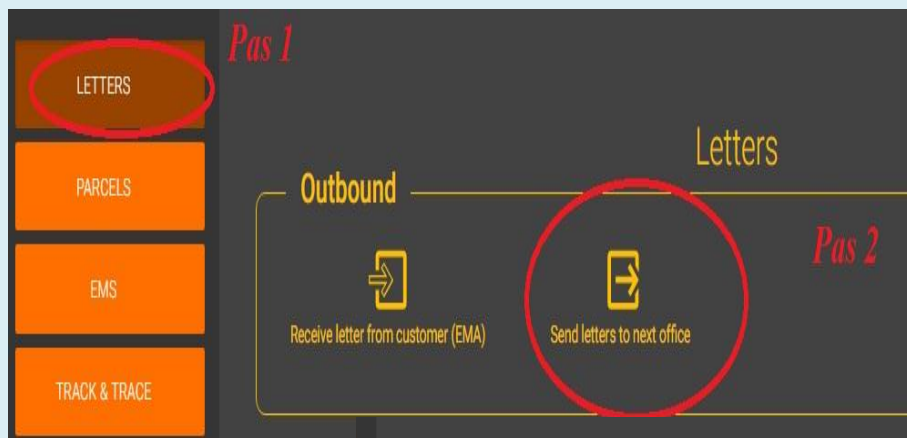 LETTERS
Pas 1
PARCELS
EMS
TRACK & TRACE
Letters
Outbound
Pas 2
Receive letter from customer (EMA)
Send letters to next office